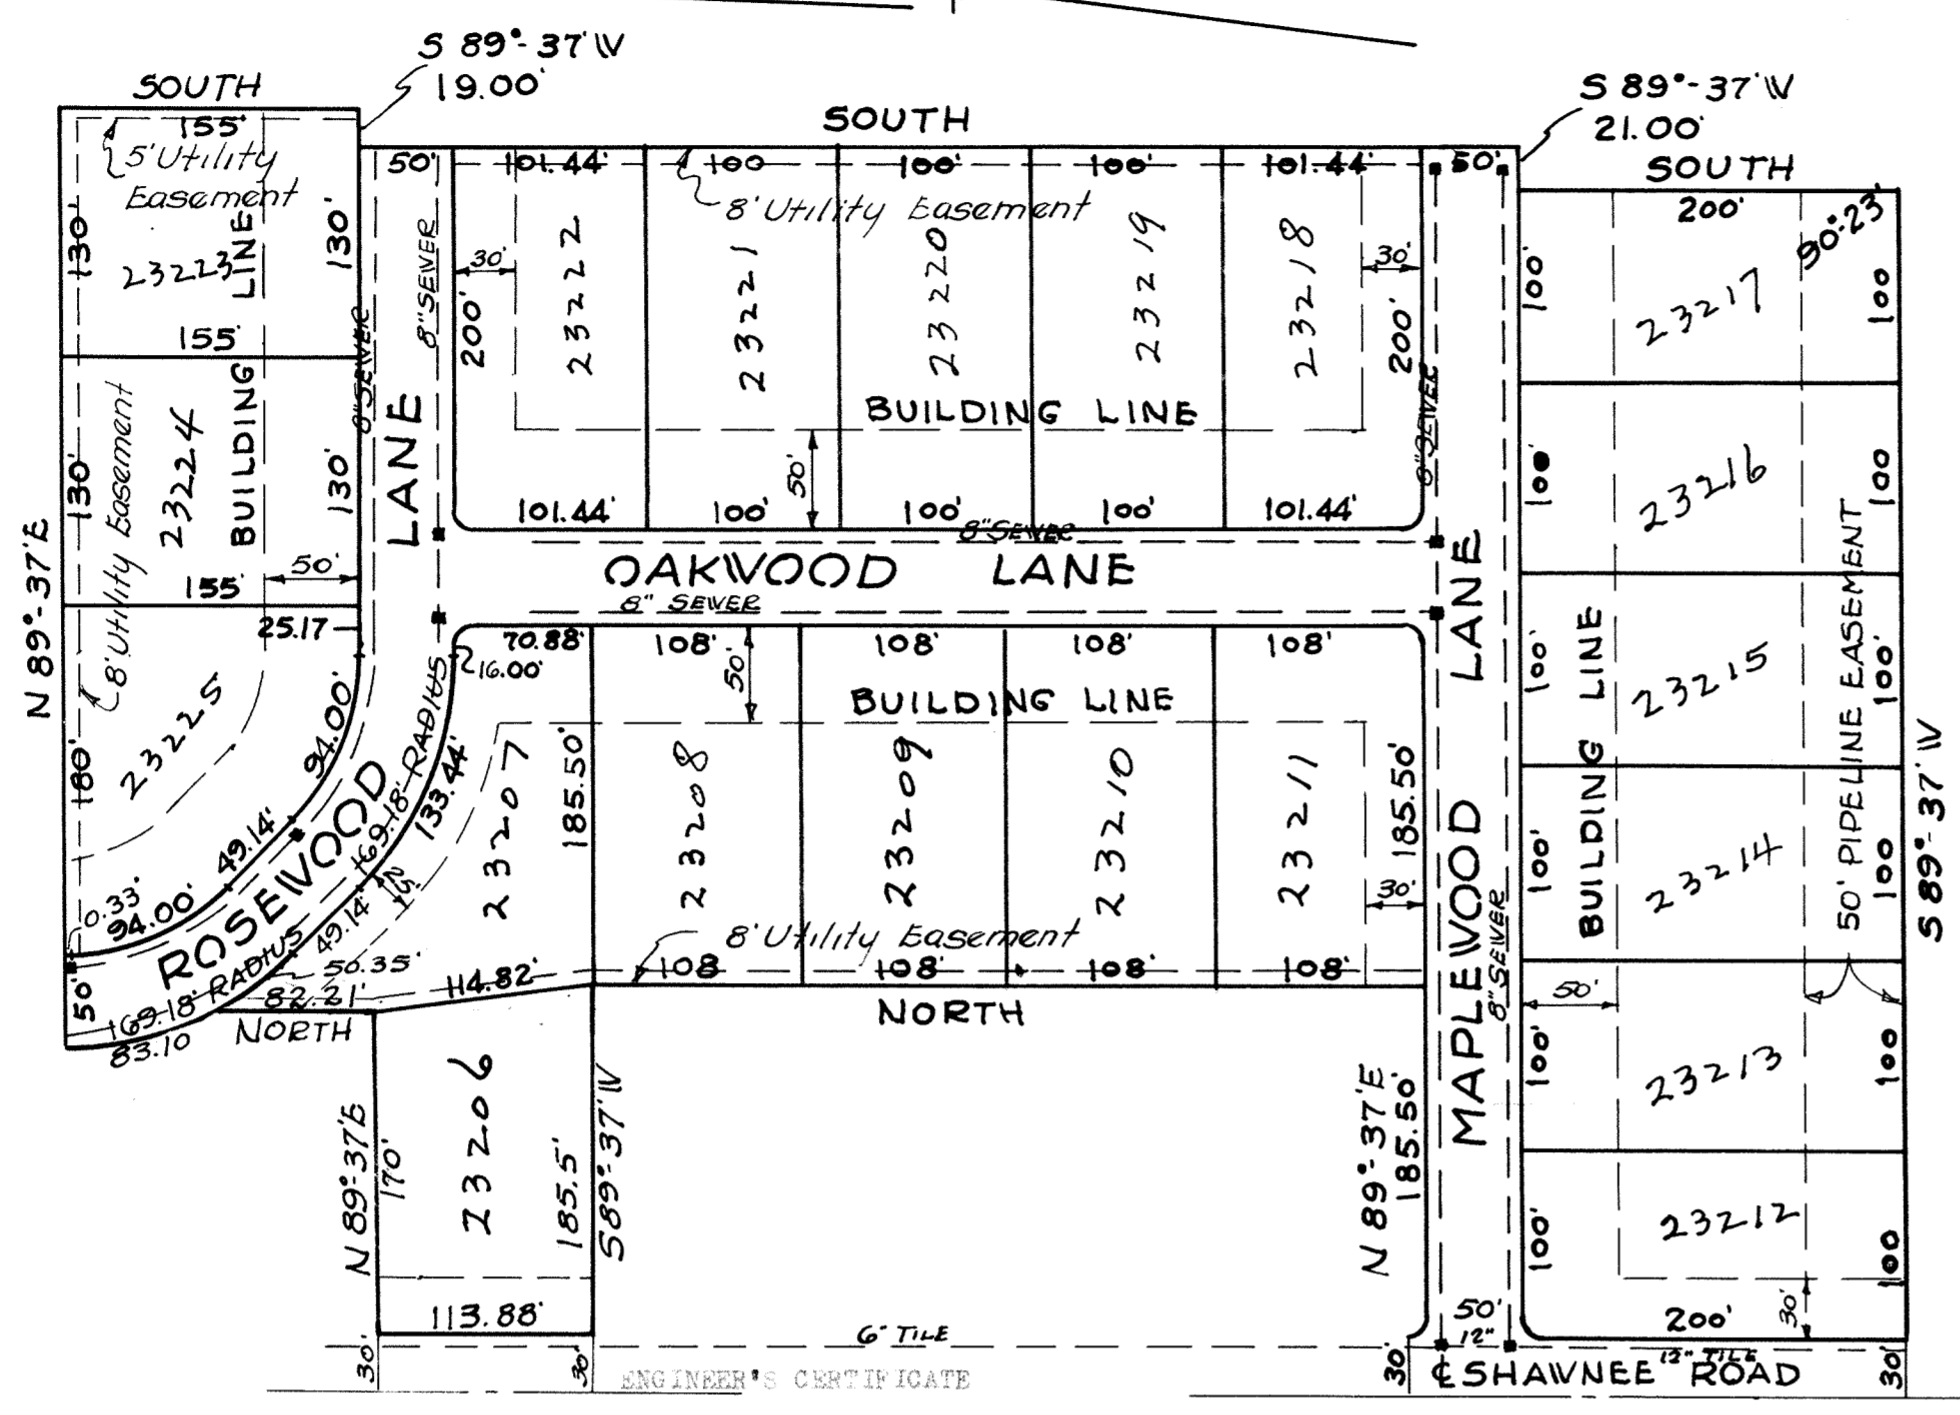 S 89°-37'W
19.00'
S 89°-37'W
21.00'
SOUTH
SOUTH
SOUTH
155'
5' Utility
Easement
130'
130'
23223
BUILDING LINE
155'
8' Utility Easement
130'
130'
23224
50'
155'
N 89°-37'E
25.17
180'
23225
94.00'
49.14'
94.00'
0.33'
50'
50'
8" SEWER
8" SEWER
ROSEWOOD LANE
169.18' RADIUS
133.44'
169.18' RADIUS
49.14'
25'
50.35'
82.21'
83.10
NORTH
101.44'
100
100'
100'
101.44'
8' Utility Easement
30'
30'
200'
200'
23222
23221
23220
23219
23218
BUILDING LINE
50'
101.44'
100'
100'
100'
101.44'
8" SEWER
OAKWOOD LANE
8" SEWER
70.88'
16.00'
108'
108'
108'
108'
50'
BUILDING LINE
23207
185.50'
23208
23209
23210
23211
185.50'
30'
8' Utility Easement
114.82'
108
108'
108'
108'
NORTH
N 89°-37'E
170'
23206
185.5'
S89°-37'W
113.88'
30'
30'
50'
8" SEWER
MAPLEWOOD LANE
8" SEWER
N 89°-37'E
185.50'
50'
12"
200'
90°-23'
100'
23217
100
100'
23216
100
100'
23215
100'
100'
23214
100
BUILDING LINE
50' PIPELINE EASEMENT
S 89°-37'W
50'
100'
23213
100
100'
23212
100
200'
30'
6" TILE
30'
12" TILE
℄ SHAWNEE ROAD
30'
ENGINEER'S CERTIFICATE